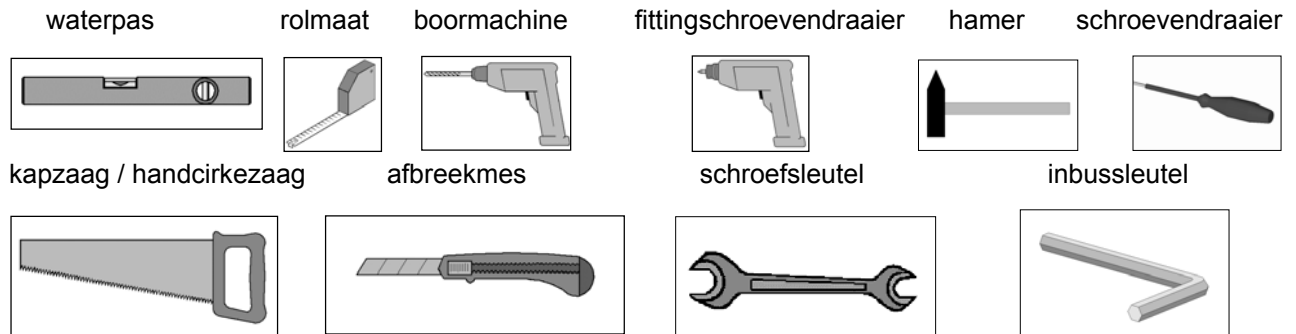 waterpas rolmaat boormachine fittingschroevendraaier hamer schroevendraaier
kapzaag / handcirkezaag afbreekmes schroefsleutel inbussleutel